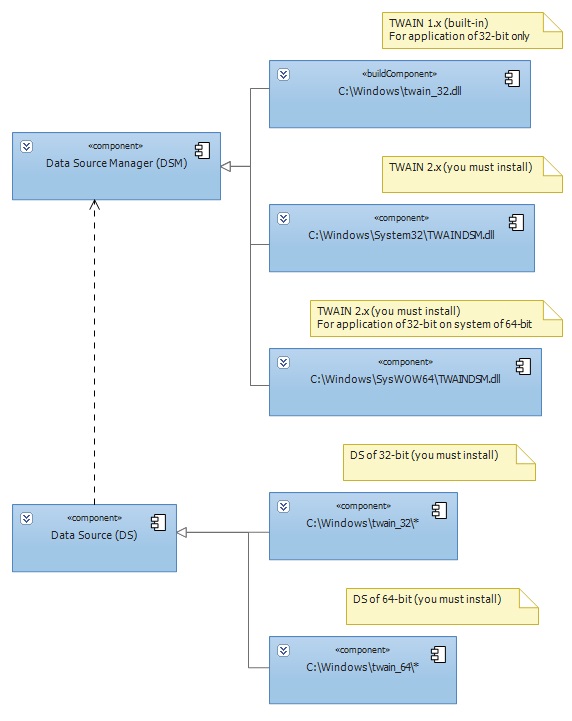 TWAIN 1.x (built-in)
For application of 32-bit only
«buildComponent»
C:\Windows\twain_32.dll
«component»
Data Source Manager (DSM)
TWAIN 2.x (you must install)
«component»
C:\Windows\System32\TWAINDSM.dll
TWAIN 2.x (you must install)
For application of 32-bit on system of 64-bit
«component»
C:\Windows\SysWOW64\TWAINDSM.dll
DS of 32-bit (you must install)
«component»
Data Source (DS)
«component»
C:\Windows\twain_32\*
DS of 64-bit (you must install)
«component»
C:\Windows\twain_64\*